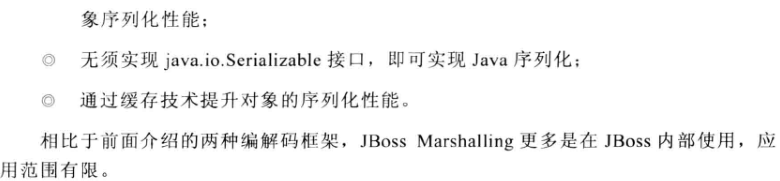 象序列化性能；
◎ 无须实现 java.io.Serializable 接口，即可实现 Java 序列化；
◎ 通过缓存技术提升对象的序列化性能。
相比于前面介绍的两种编解码框架，JBoss Marshalling 更多是在 JBoss 内部使用，应
用范围有限。